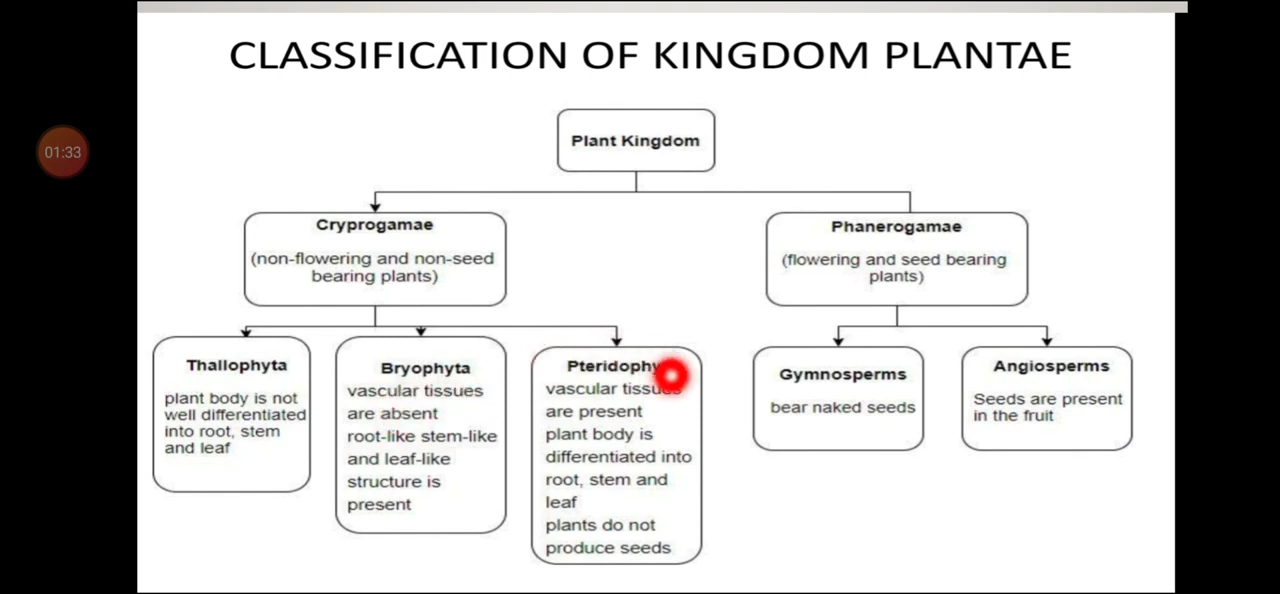 CLASSIFICATION OF KINGDOM PLANTAE
01:33
Plant Kingdom
Cryprogamae
(non-flowering and non-seed
bearing plants)
Phanerogamae
(flowering and seed bearing
plants)
Thallophyta
plant body is not
well differentiated
into root, stem
and leaf
Bryophyta
vascular tissues
are absent
root-like stem-like
and leaf-like
structure is
present
vascular tissues
are present
plant body is
differentiated into
root, stem and
leaf
plants do not
produce seeds
Gymnosperms
bear naked seeds
Angiosperms
Seeds are present
in the fruit